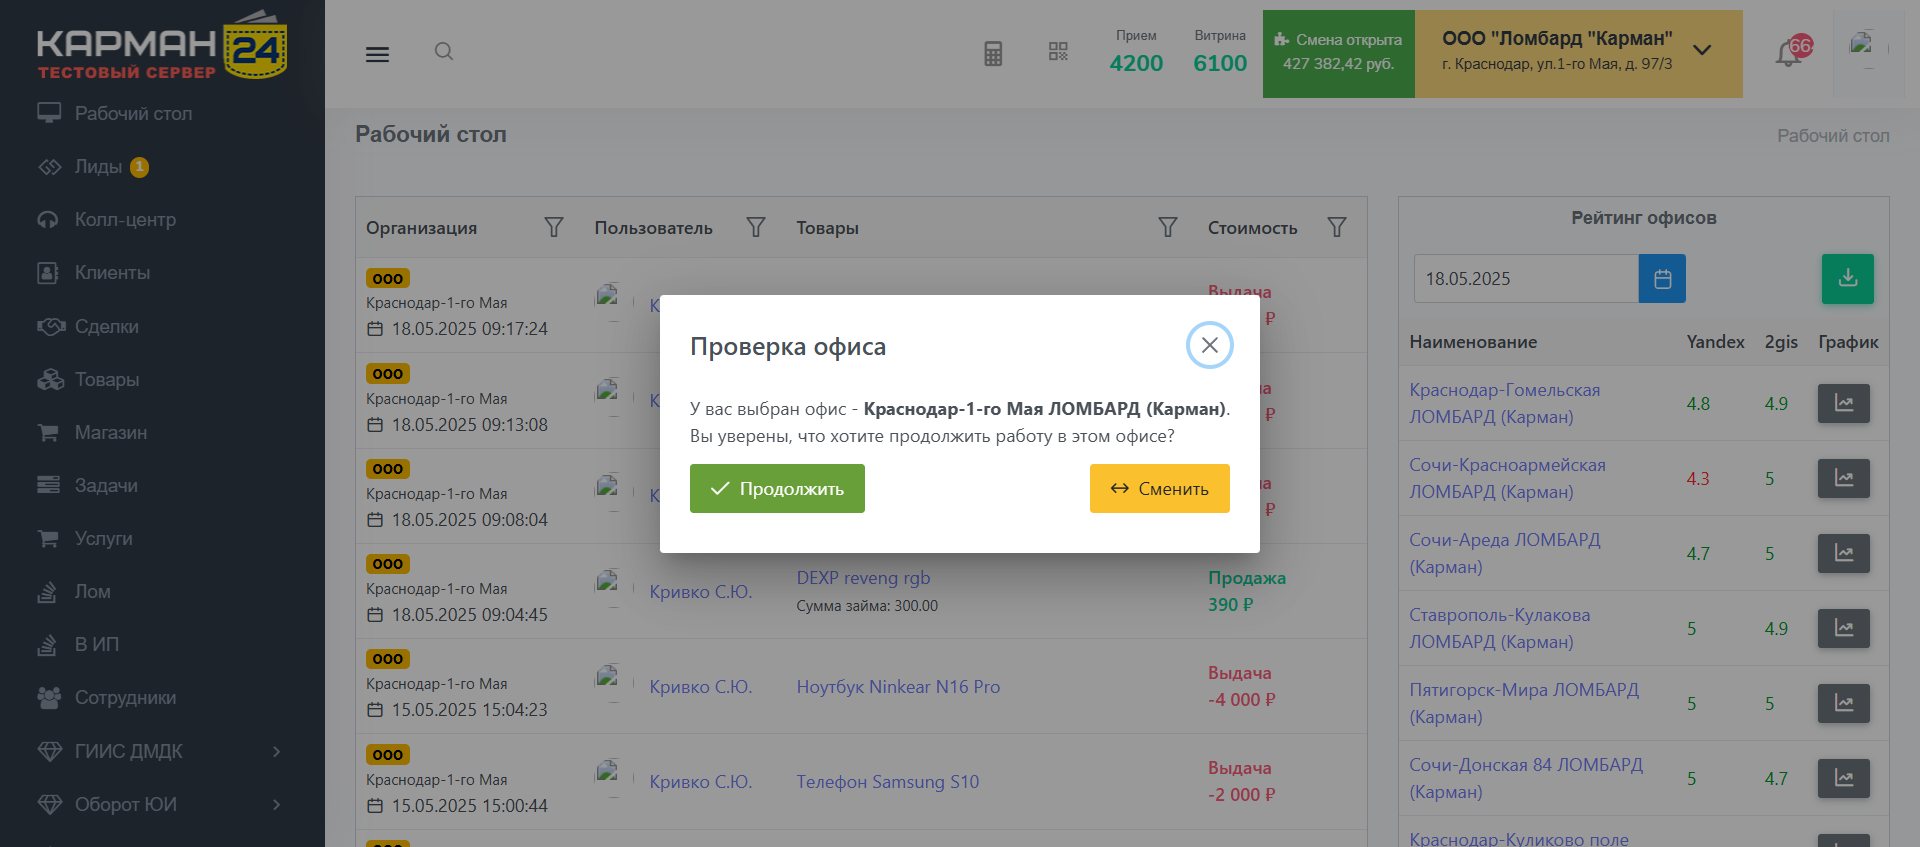 КАРМАН 24
ТЕСТОВЫЙ СЕРВЕР
Рабочий стол
Лиды 1
Колл-центр
Клиенты
Сделки
Товары
Магазин
Задачи
Услуги
Лом
В ИП
Сотрудники
ГИИС ДМДК
Оборот ЮИ
Прием
4200
Витрина
6100
Смена открыта
427 382,42 руб.
ООО "Ломбард "Карман"
г. Краснодар, ул.1-го Мая, д. 97/3
Рабочий стол
Рабочий стол
Организация Пользователь Товары Стоимость
ООО
Краснодар-1-го Мая
18.05.2025 09:17:24
Выдача
₽
ООО
Краснодар-1-го Мая
18.05.2025 09:13:08
₽
ООО
Краснодар-1-го Мая
18.05.2025 09:08:04
₽
ООО
Краснодар-1-го Мая
18.05.2025 09:04:45
Кривко С.Ю.
DEXP reveng rgb
Сумма займа: 300.00
Продажа
390 ₽
ООО
Краснодар-1-го Мая
15.05.2025 15:04:23
Кривко С.Ю.
Ноутбук Ninkear N16 Pro
Выдача
-4 000 ₽
ООО
Краснодар-1-го Мая
15.05.2025 15:00:44
Кривко С.Ю.
Телефон Samsung S10
Выдача
-2 000 ₽
Проверка офиса
У вас выбран офис - Краснодар-1-го Мая ЛОМБАРД (Карман).
Вы уверены, что хотите продолжить работу в этом офисе?
Продолжить
Сменить
Рейтинг офисов
18.05.2025
Наименование Yandex 2gis График
Краснодар-Гомельская
ЛОМБАРД (Карман)
4.8 4.9
Сочи-Красноармейская
ЛОМБАРД (Карман)
4.3 5
Сочи-Ареда ЛОМБАРД
(Карман)
4.7 5
Ставрополь-Кулакова
ЛОМБАРД (Карман)
5 4.9
Пятигорск-Мира ЛОМБАРД
(Карман)
5 5
Сочи-Донская 84 ЛОМБАРД
(Карман)
5 4.7
Краснодар-Куликово поле